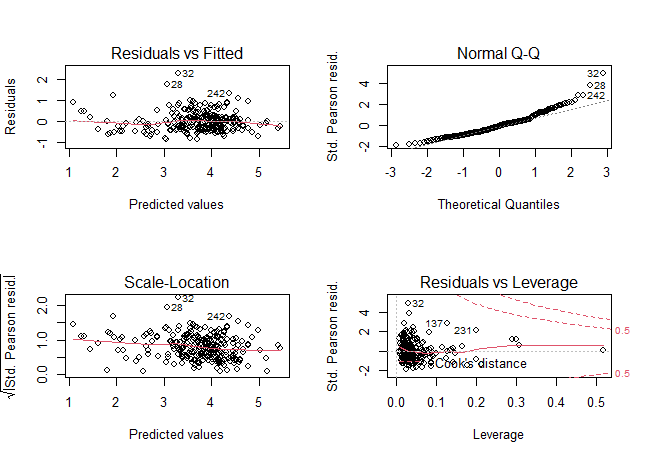 Residuals vs Fitted
Residuals
2
1
0
-1
32
28
242
1 2 3 4 5
Predicted values
Normal Q-Q
Std. Pearson resid.
4
2
0
-2
32
28
242
-3 -2 -1 0 1 2 3
Theoretical Quantiles
Scale-Location
√|Std. Pearson resid.|
2.0
1.0
0.0
32
28
242
1 2 3 4 5
Predicted values
Residuals vs Leverage
Std. Pearson resid.
4
2
0
-2
32
137
231
Cook's distance
0.5
0.5
0.0 0.1 0.2 0.3 0.4 0.5
Leverage